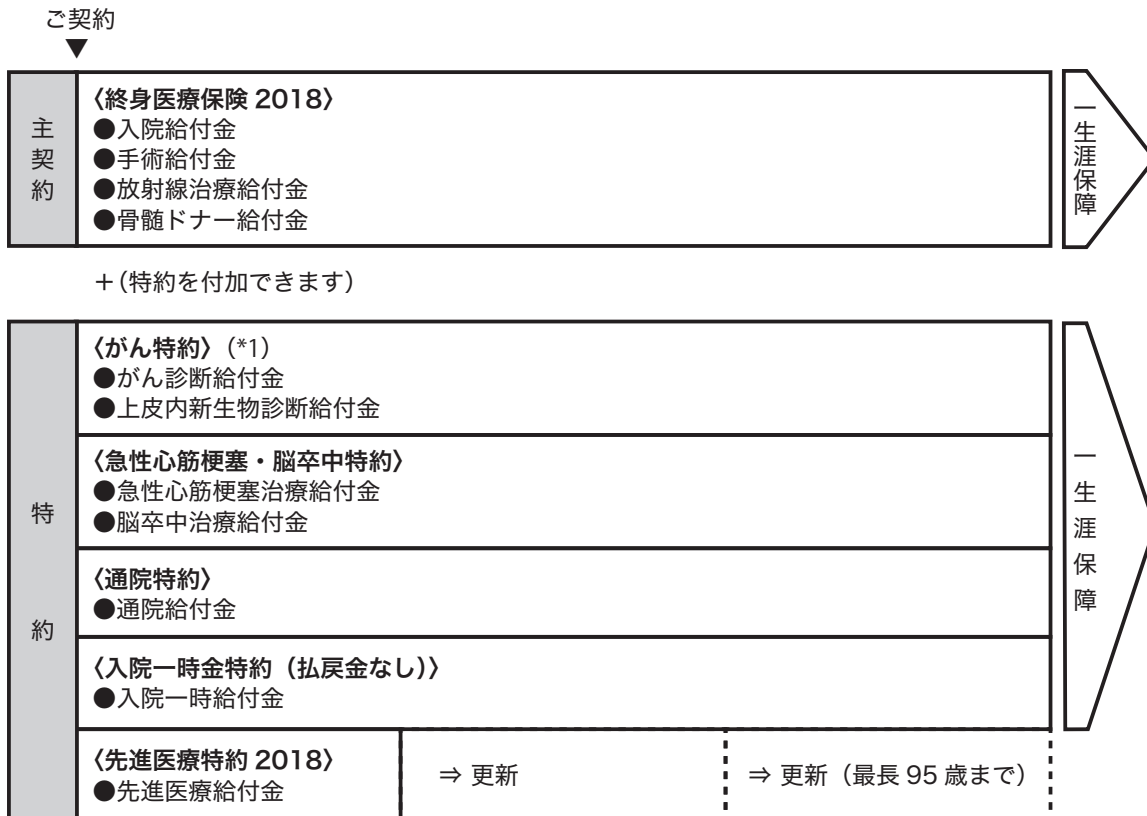 ご契約
▼
主契約
〈終身医療保険 2018〉
●入院給付金
●手術給付金
●放射線治療給付金
●骨髄ドナー給付金
一生涯保障
＋（特約を付加できます）
特約
〈がん特約〉（*1）
●がん診断給付金
●上皮内新生物診断給付金
〈急性心筋梗塞・脳卒中特約〉
●急性心筋梗塞治療給付金
●脳卒中治療給付金
〈通院特約〉
●通院給付金
〈入院一時金特約（払戻金なし）〉
●入院一時給付金
一生涯保障
〈先進医療特約 2018〉
●先進医療給付金
⇒ 更新
⇒ 更新（最長 95 歳まで）